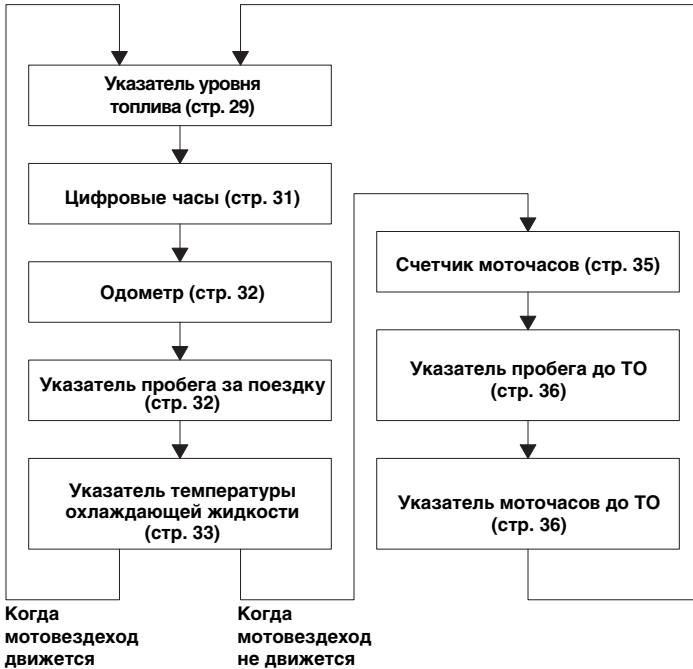 Указатель уровня
топлива (стр. 29)
Цифровые часы (стр. 31)
Одометр (стр. 32)
Указатель пробега за поездку
(стр. 32)
Указатель температуры
охлаждающей жидкости
(стр. 33)
Счетчик моточасов (стр. 35)
Указатель пробега до ТО
(стр. 36)
Указатель моточасов до ТО
(стр. 36)
Когда
мотовездеход
движется
Когда
мотовездеход
не движется